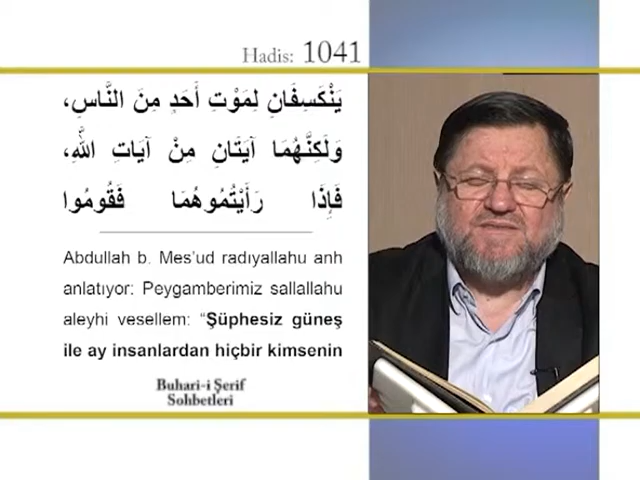 Hadis: 1041
يَنْكَسِفَانِ لِمَوْتِ أَحَدٍ مِنَ النَّاسِ،
وَلَكِنَّهُمَا آيَتَانِ مِنْ آيَاتِ اللَّهِ،
فَإِذَا رَأَيْتُمُوهُمَا فَقُومُوا
Abdullah b. Mes'ud radıyallahu anh
anlatıyor: Peygamberimiz sallallahu
aleyhi vesellem: “Şüphesiz güneş
ile ay insanlardan hiçbir kimsenin
Buhari-i Şerif
Sohbetleri